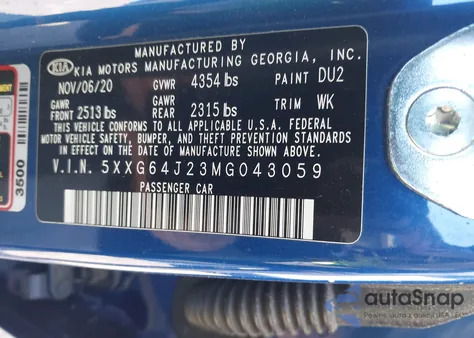 MANUFACTURED BY
KIA KIA MOTORS MANUFACTURING GEORGIA, INC.
NOV/06/20 GVWR 4354 lbs PAINT DU2
GAWR FRONT 2513 lbs GAWR REAR 2315 lbs TRIM WK
THIS VEHICLE CONFORMS TO ALL APPLICABLE U.S.A. FEDERAL
MOTOR VEHICLE SAFETY, BUMPER, AND THEFT PREVENTION STANDARDS
IN EFFECT ON THE DATE OF MANUFACTURE SHOWN ABOVE.
V.I.N. 5XXG64J23MG043059
PASSENGER CAR
3500
autoSnap